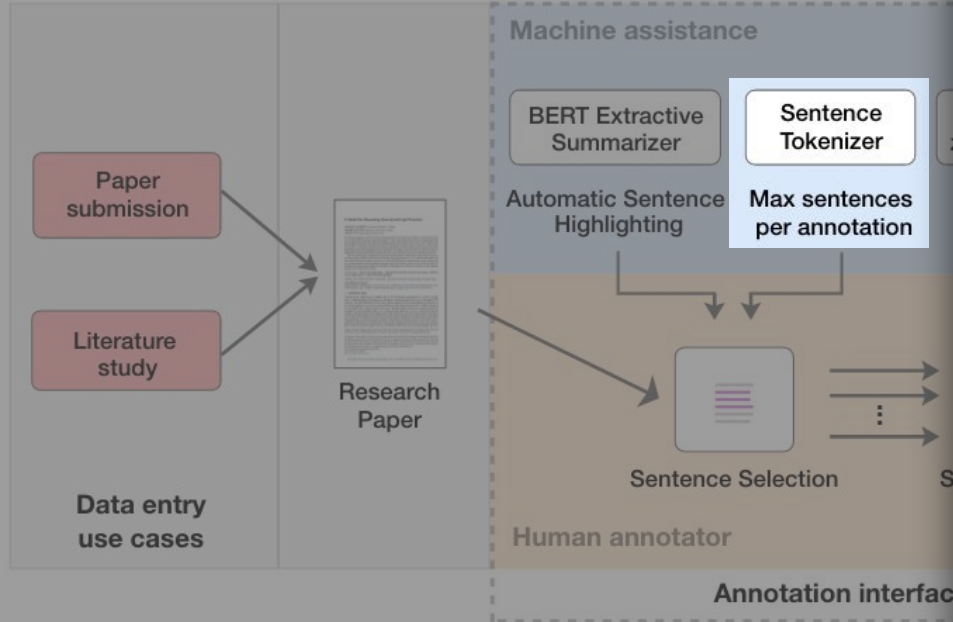 Machine assistance
BERT Extractive
Summarizer
Sentence
Tokenizer
Automatic Sentence
Highlighting
Max sentences
per annotation
Paper
submission
Literature
study
Research
Paper
Sentence Selection
Data entry
use cases
Human annotator
Annotation interfac